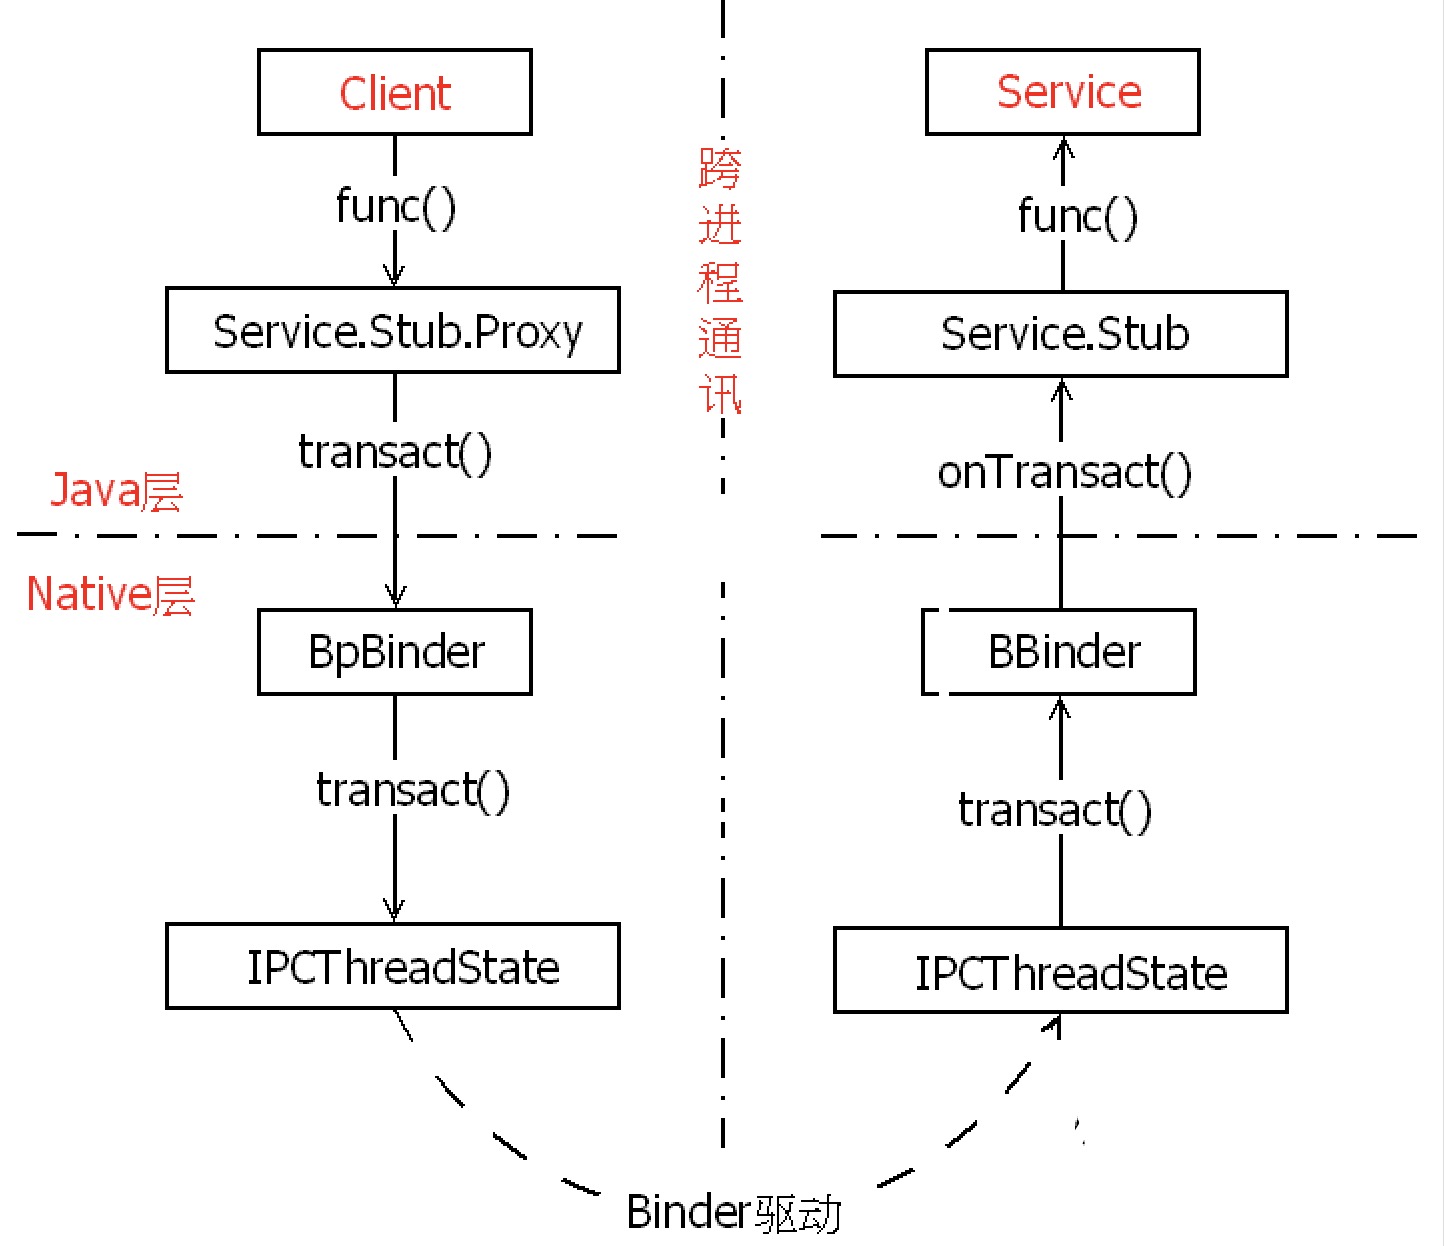 Client
func()
Service.Stub.Proxy
transact()
Java层
Native层
BpBinder
transact()
IPCThreadState
跨进程通讯
Service
func()
Service.Stub
onTransact()
BBinder
transact()
IPCThreadState
Binder驱动